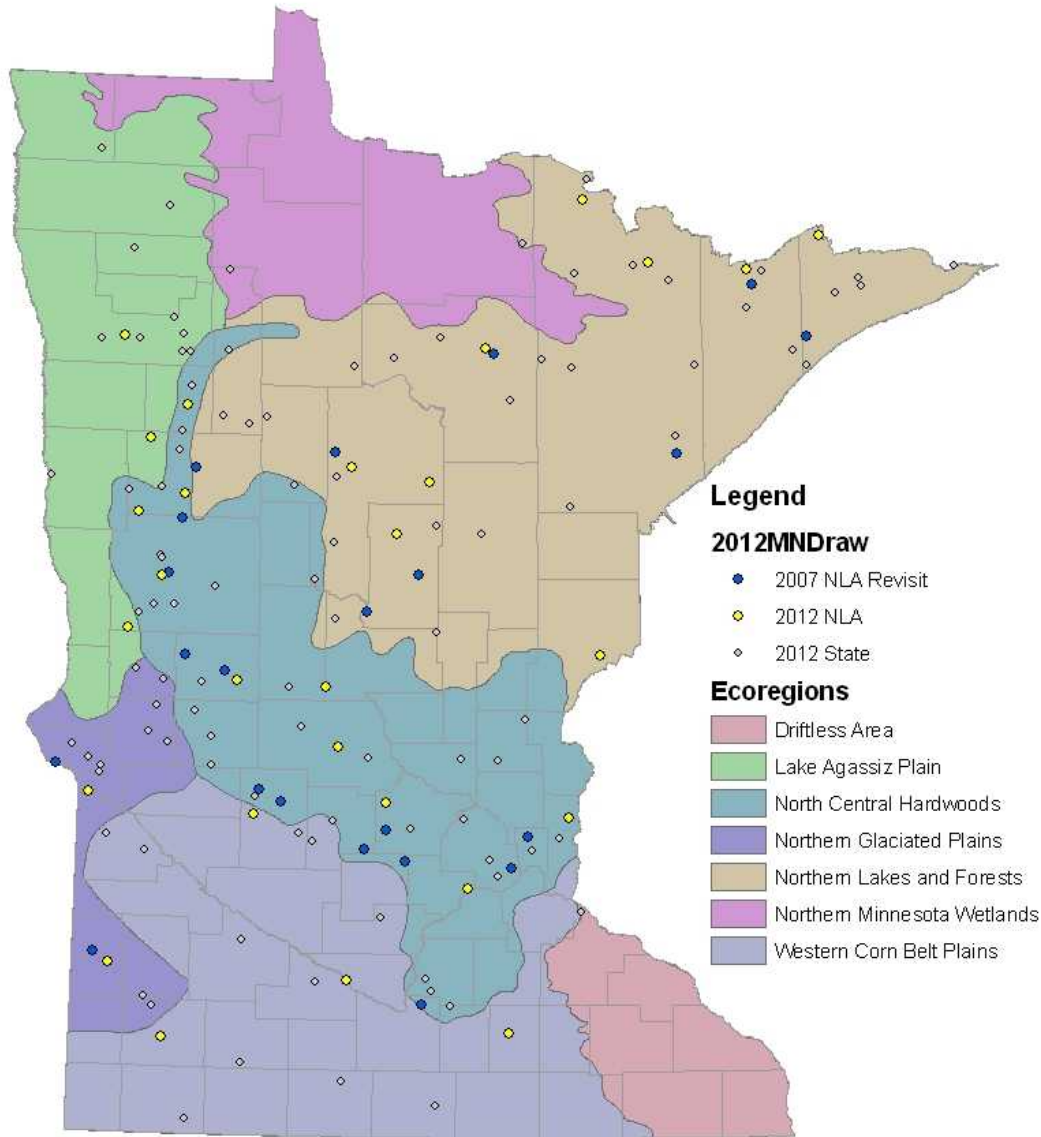 Legend
2012MNDraw
2007 NLA Revisit
2012 NLA
2012 State
Ecoregions
Driftless Area
Lake Agassiz Plain
North Central Hardwoods
Northern Glaciated Plains
Northern Lakes and Forests
Northern Minnesota Wetlands
Western Corn Belt Plains